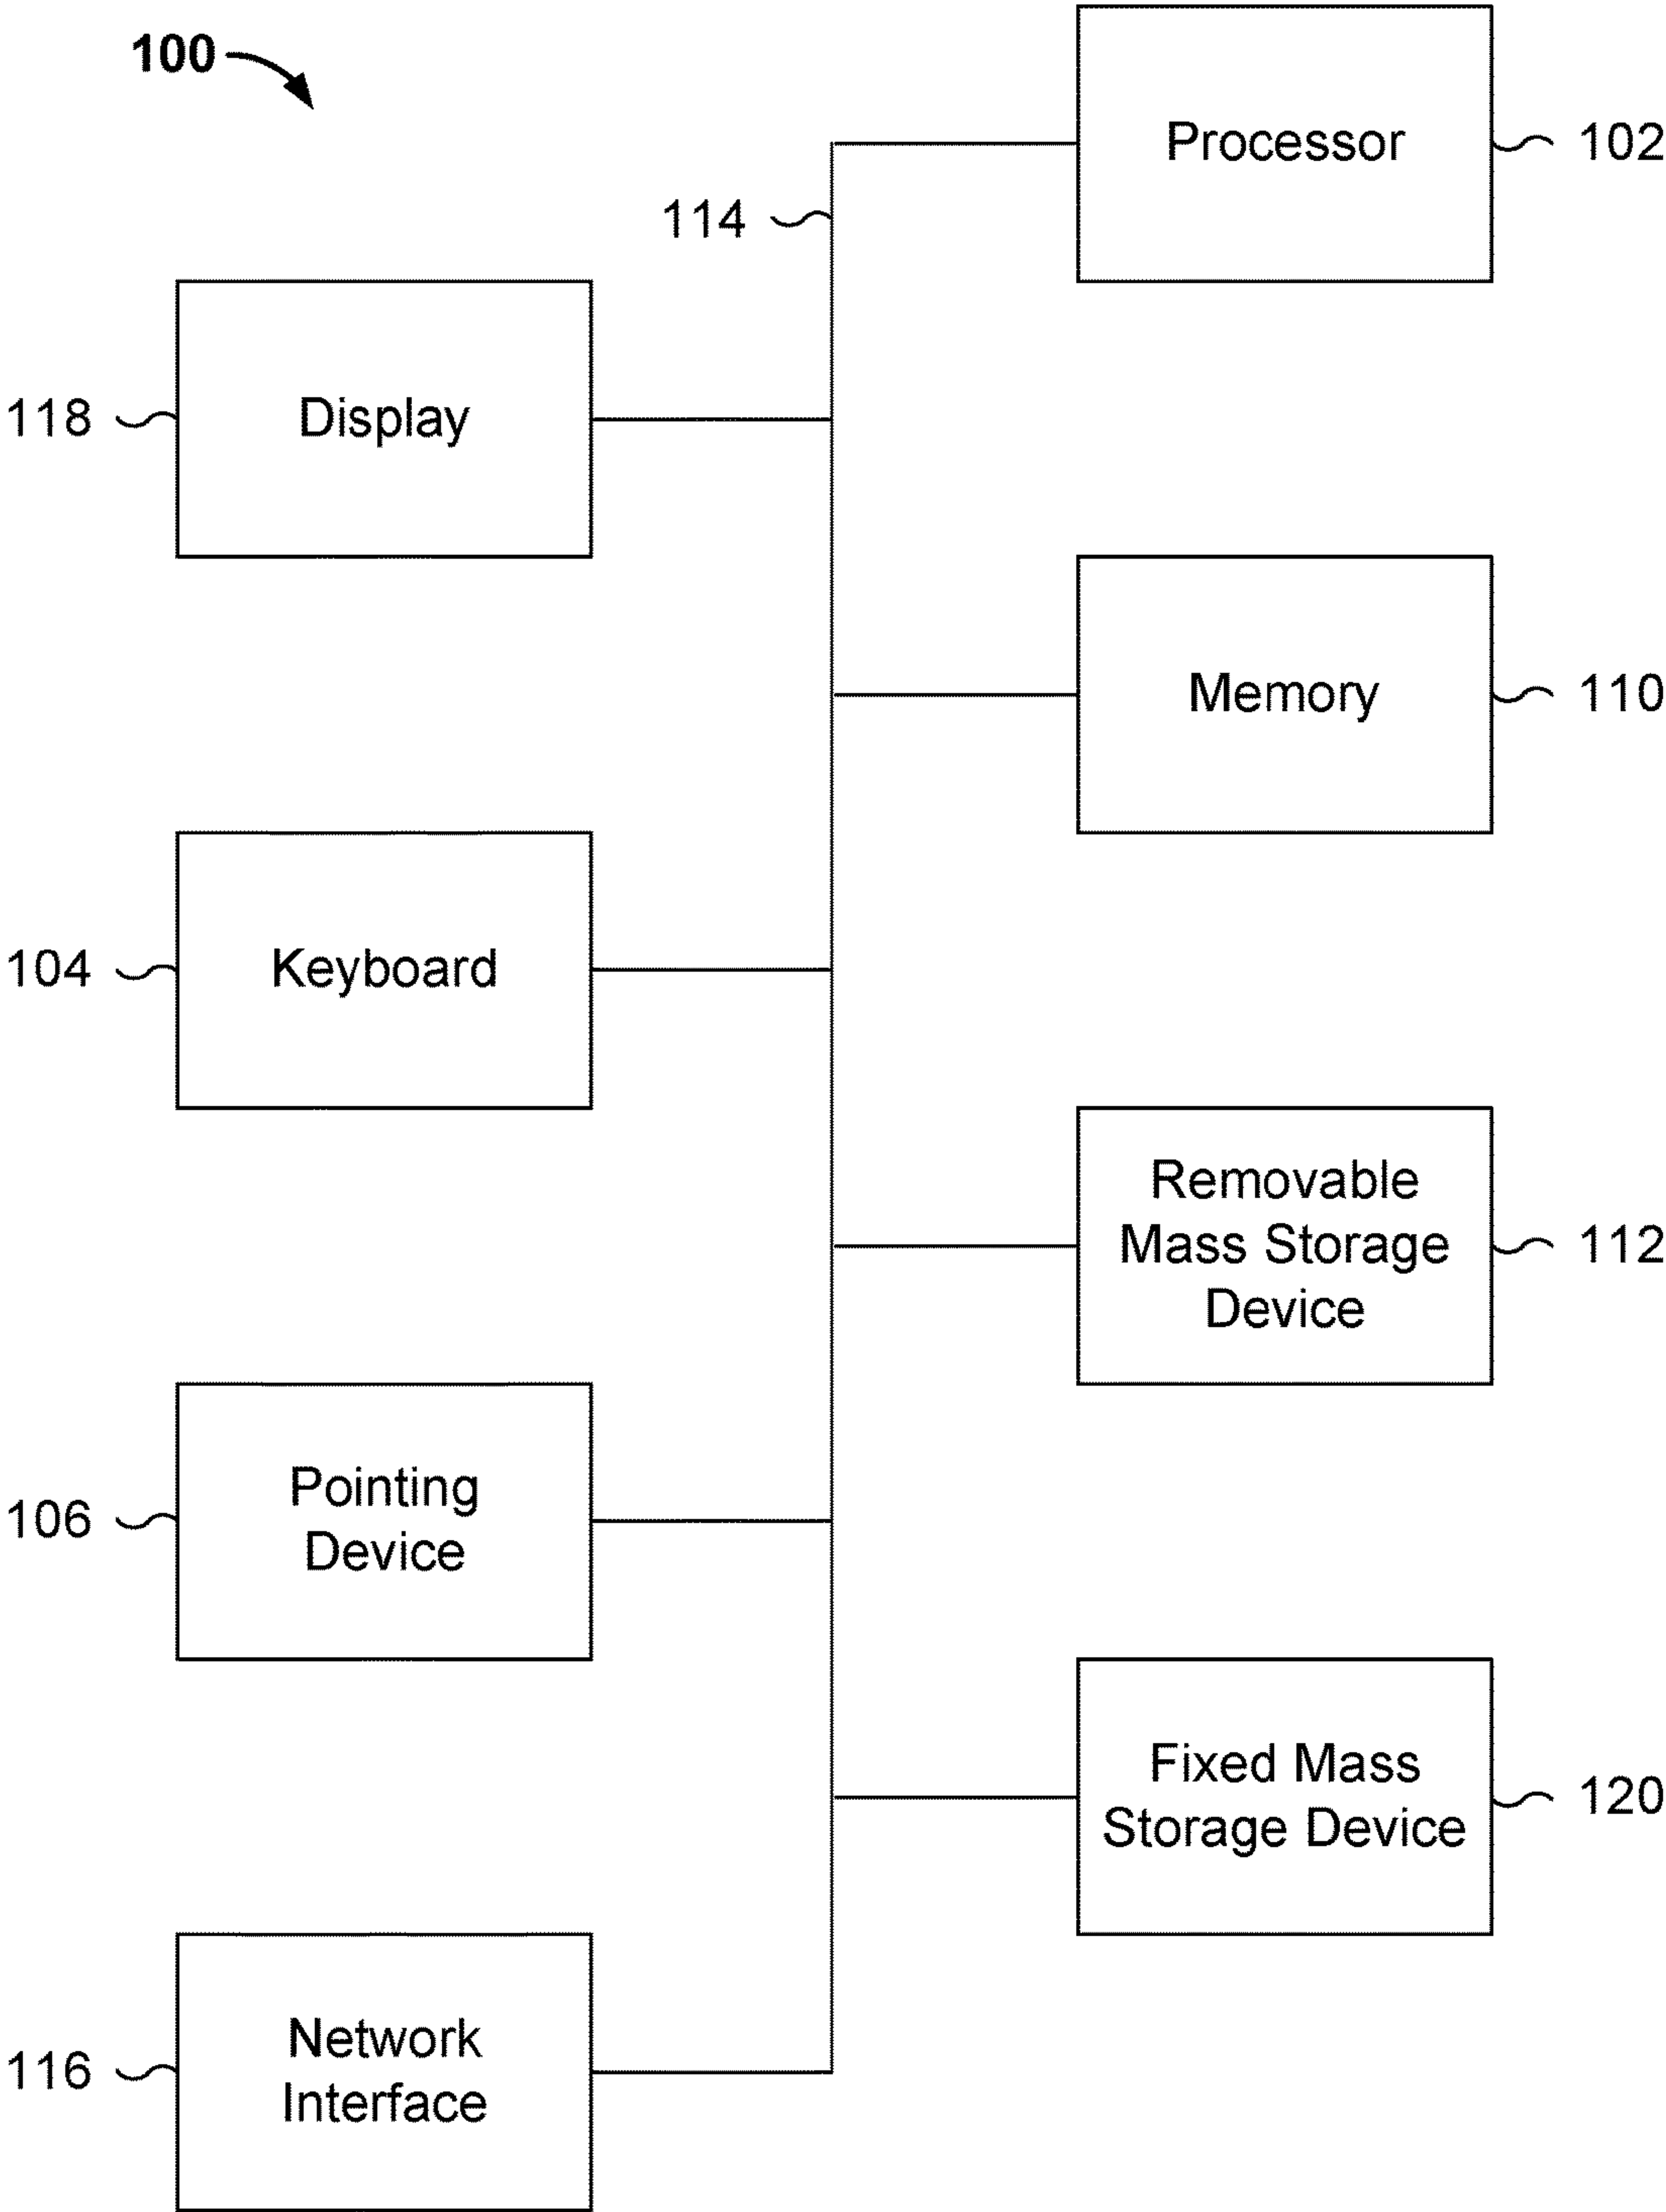 100
Processor
102
114
118
Display
Memory
110
104
Keyboard
Removable
Mass Storage
Device
112
106
Pointing
Device
Fixed Mass
Storage Device
120
116
Network
Interface